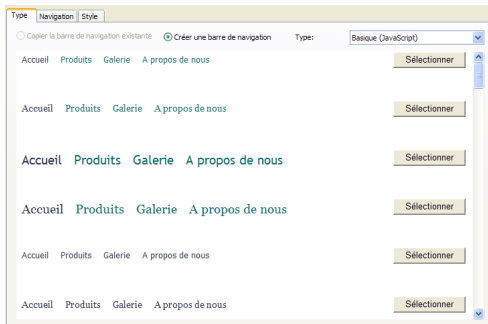 Type Navigation Style
Copier la barre de navigation existante Créer une barre de navigation Type: Basique (JavaScript)
Accueil Produits Galerie A propos de nous Sélectionner
Accueil Produits Galerie A propos de nous Sélectionner
Accueil Produits Galerie A propos de nous Sélectionner
Accueil Produits Galerie A propos de nous Sélectionner
Accueil Produits Galerie A propos de nous Sélectionner
Accueil Produits Galerie A propos de nous Sélectionner